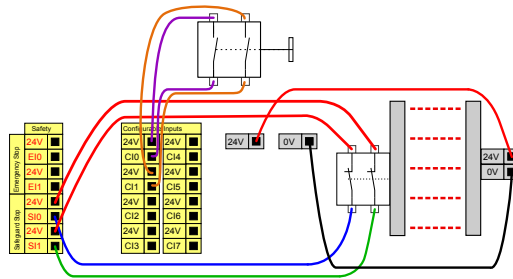 Safety
Emergency Stop
24V
EI0
24V
EI1
Safeguard Stop
24V
SI0
24V
SI1
Configurable Inputs
24V 24V
CI0 CI4
24V 24V
CI1 CI5
24V 24V
CI2 CI6
24V 24V
CI3 CI7
24V
0V
24V
0V